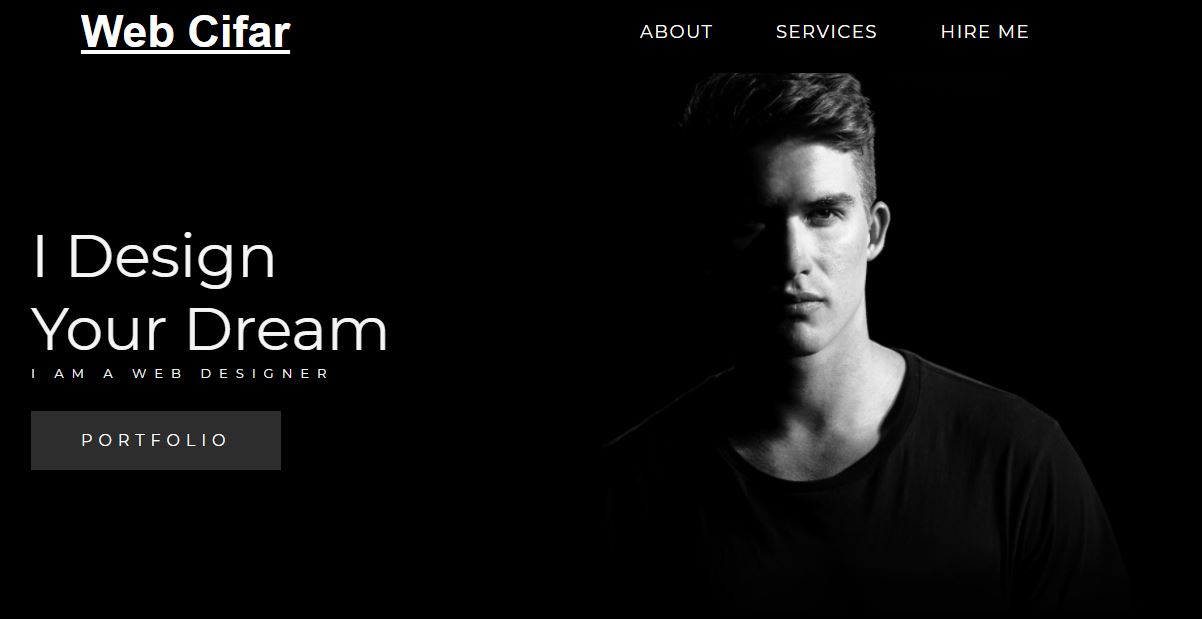 Web Cifar
ABOUT SERVICES HIRE ME
I Design
Your Dream
I AM A WEB DESIGNER
PORTFOLIO